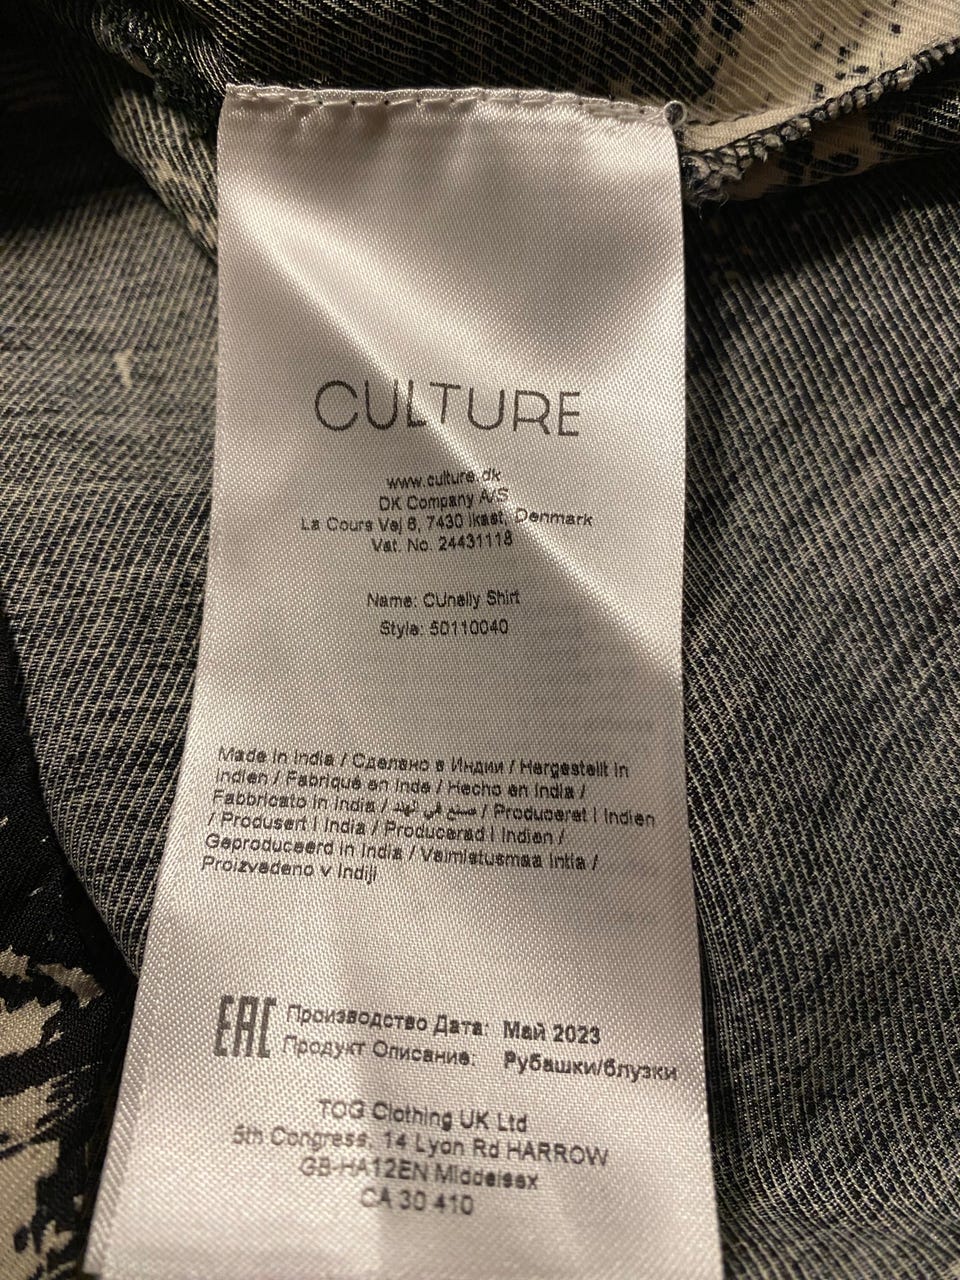 CULTURE
www.culture.dk
DK Company A/S
La Cours Vej 6, 7430 Ikast, Denmark
Vat. No. 24431118
Name: CUnelly Shirt
Style: 50110040
Made in India / Сделано в Индии / Hergestellt in
Indien / Fabriqué en Inde / Hecho en India /
Fabbricato in India / صنع في الهند / Produceret i Indien
/ Produsert i India / Producerad i Indien /
Geproduceerd in India / Valmistusmaa Intia /
Proizvedeno v Indiji
EAC Производство Дата: Май 2023
Продукт Описание: Рубашки/блузки
TOG Clothing UK Ltd
5th Congress, 14 Lyon Rd HARROW
GB-HA12EN Middelsex
CA 30 410